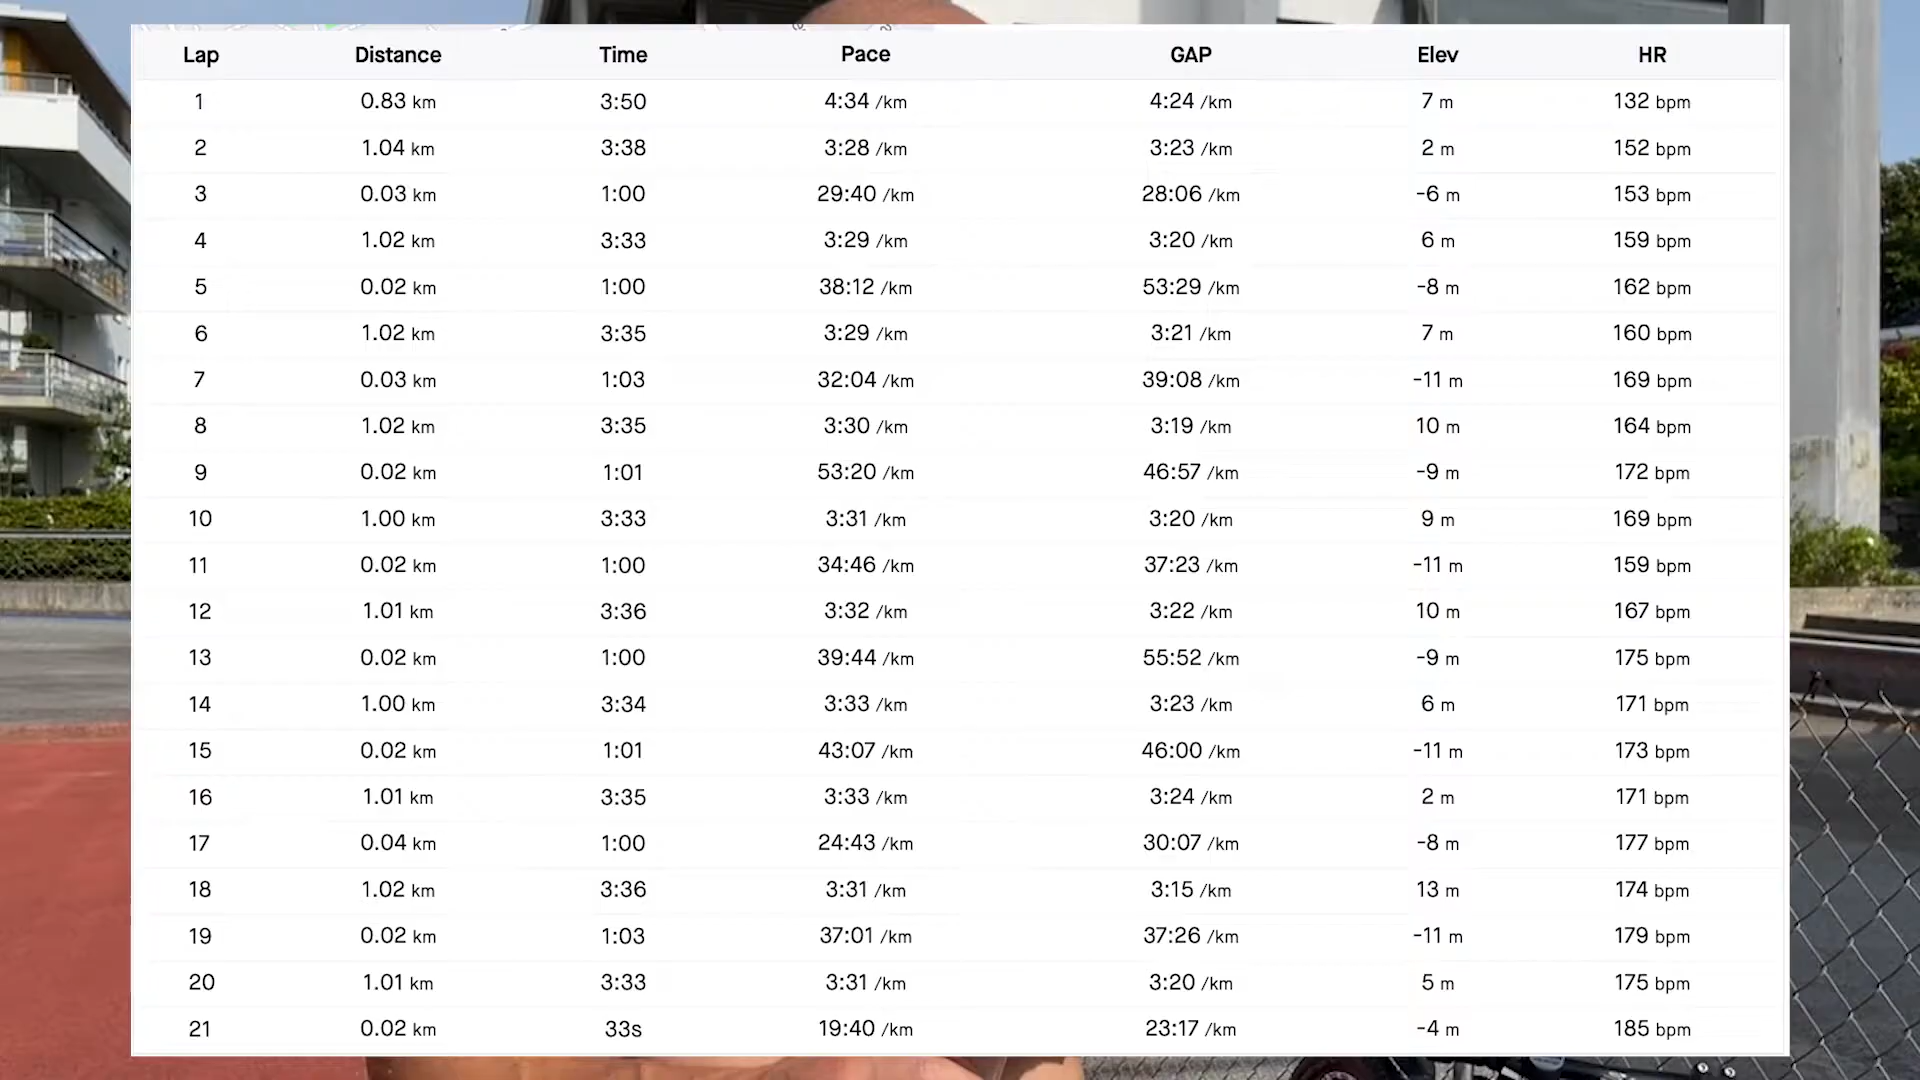 Lap Distance Time Pace GAP Elev HR
1 0.83 km 3:50 4:34 /km 4:24 /km 7 m 132 bpm
2 1.04 km 3:38 3:28 /km 3:23 /km 2 m 152 bpm
3 0.03 km 1:00 29:40 /km 28:06 /km -6 m 153 bpm
4 1.02 km 3:33 3:29 /km 3:20 /km 6 m 159 bpm
5 0.02 km 1:00 38:12 /km 53:29 /km -8 m 162 bpm
6 1.02 km 3:35 3:29 /km 3:21 /km 7 m 160 bpm
7 0.03 km 1:03 32:04 /km 39:08 /km -11 m 169 bpm
8 1.02 km 3:35 3:30 /km 3:19 /km 10 m 164 bpm
9 0.02 km 1:01 53:20 /km 46:57 /km -9 m 172 bpm
10 1.00 km 3:33 3:31 /km 3:20 /km 9 m 169 bpm
11 0.02 km 1:00 34:46 /km 37:23 /km -11 m 159 bpm
12 1.01 km 3:36 3:32 /km 3:22 /km 10 m 167 bpm
13 0.02 km 1:00 39:44 /km 55:52 /km -9 m 175 bpm
14 1.00 km 3:34 3:33 /km 3:23 /km 6 m 171 bpm
15 0.02 km 1:01 43:07 /km 46:00 /km -11 m 173 bpm
16 1.01 km 3:35 3:33 /km 3:24 /km 2 m 171 bpm
17 0.04 km 1:00 24:43 /km 30:07 /km -8 m 177 bpm
18 1.02 km 3:36 3:31 /km 3:15 /km 13 m 174 bpm
19 0.02 km 1:03 37:01 /km 37:26 /km -11 m 179 bpm
20 1.01 km 3:33 3:31 /km 3:20 /km 5 m 175 bpm
21 0.02 km 33s 19:40 /km 23:17 /km -4 m 185 bpm